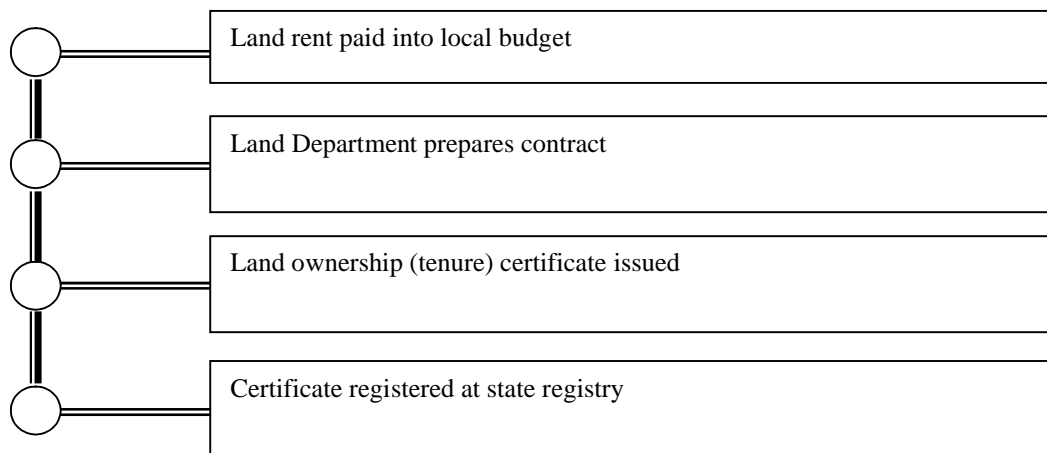 Land rent paid into local budget
Land Department prepares contract
Land ownership (tenure) certificate issued
Certificate registered at state registry